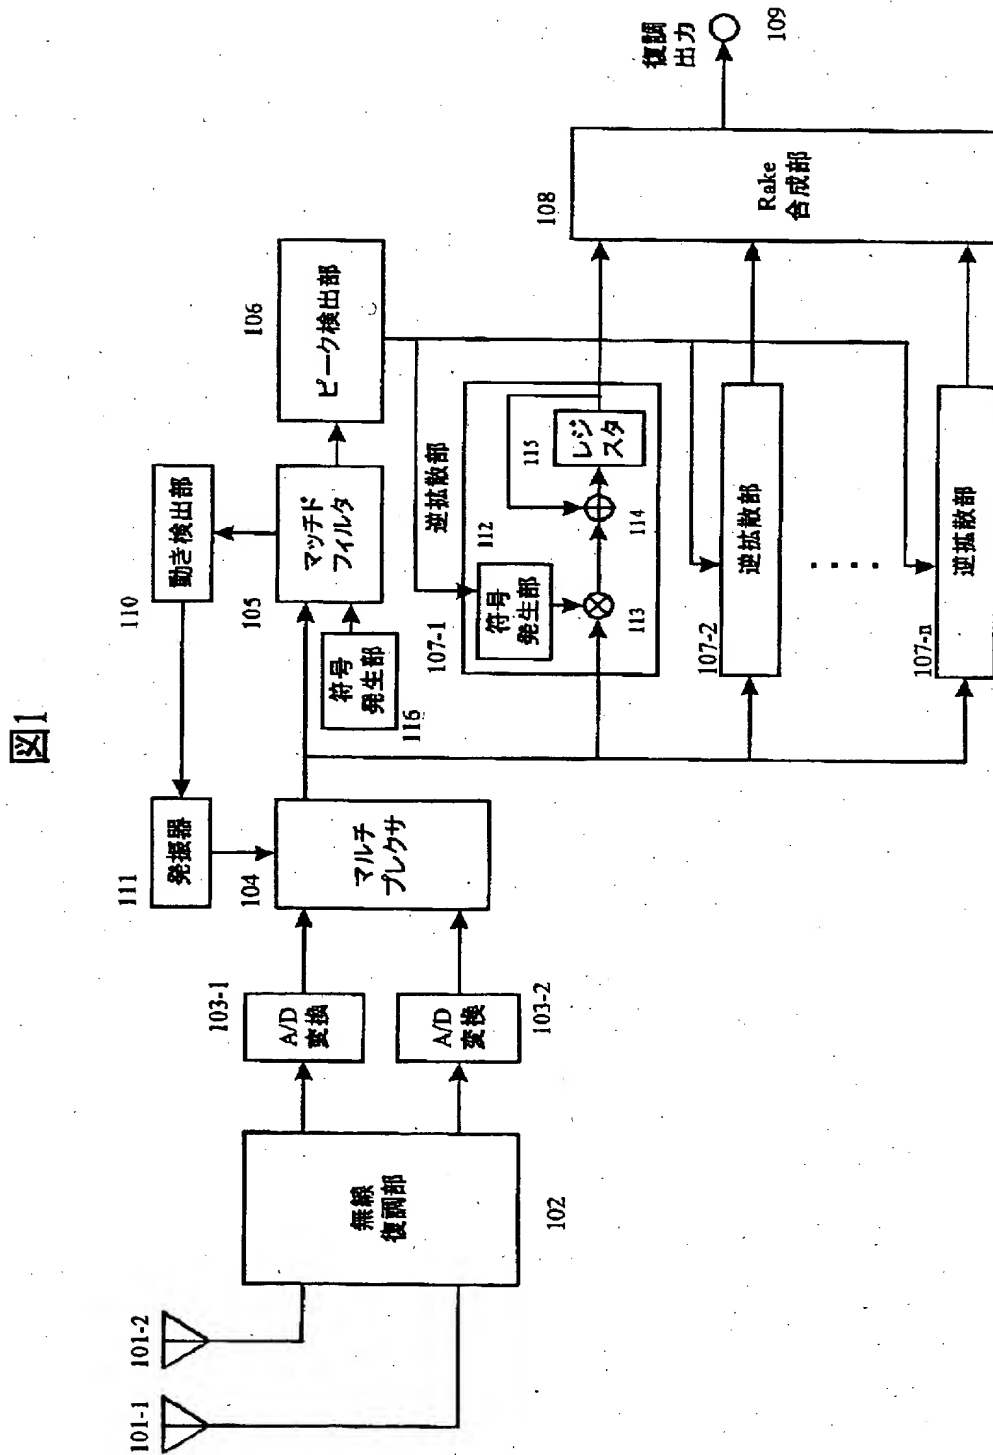 図1
101-1
101-2
無線
復調部
102
A/D
変換
103-1
A/D
変換
103-2
マルチ
プレクサ
104
発振器
111
動き検出部
110
マッチド
フィルタ
105
符号
発生部
116
ピーク検出部
106
逆拡散部
107-1
符号
発生部
112
113
114
レジ
スタ
115
逆拡散部
107-2
逆拡散部
107-n
Rake
合成部
108
復調
出力
109